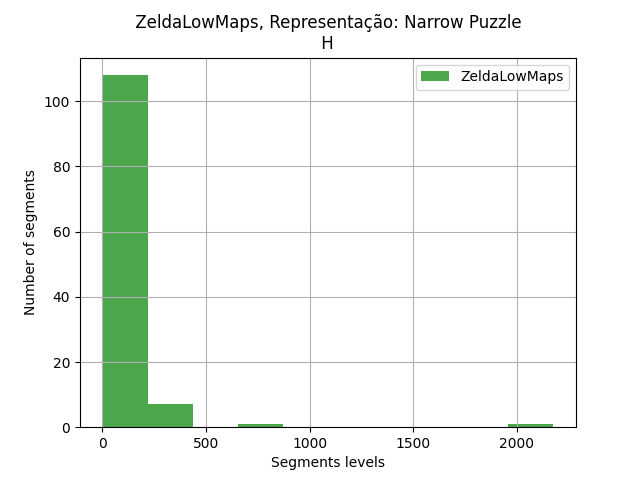 ZeldaLowMaps, Representação: Narrow Puzzle
H
ZeldaLowMaps
100
80
60
40
20
0
Number of segments
0 500 1000 1500 2000
Segments levels